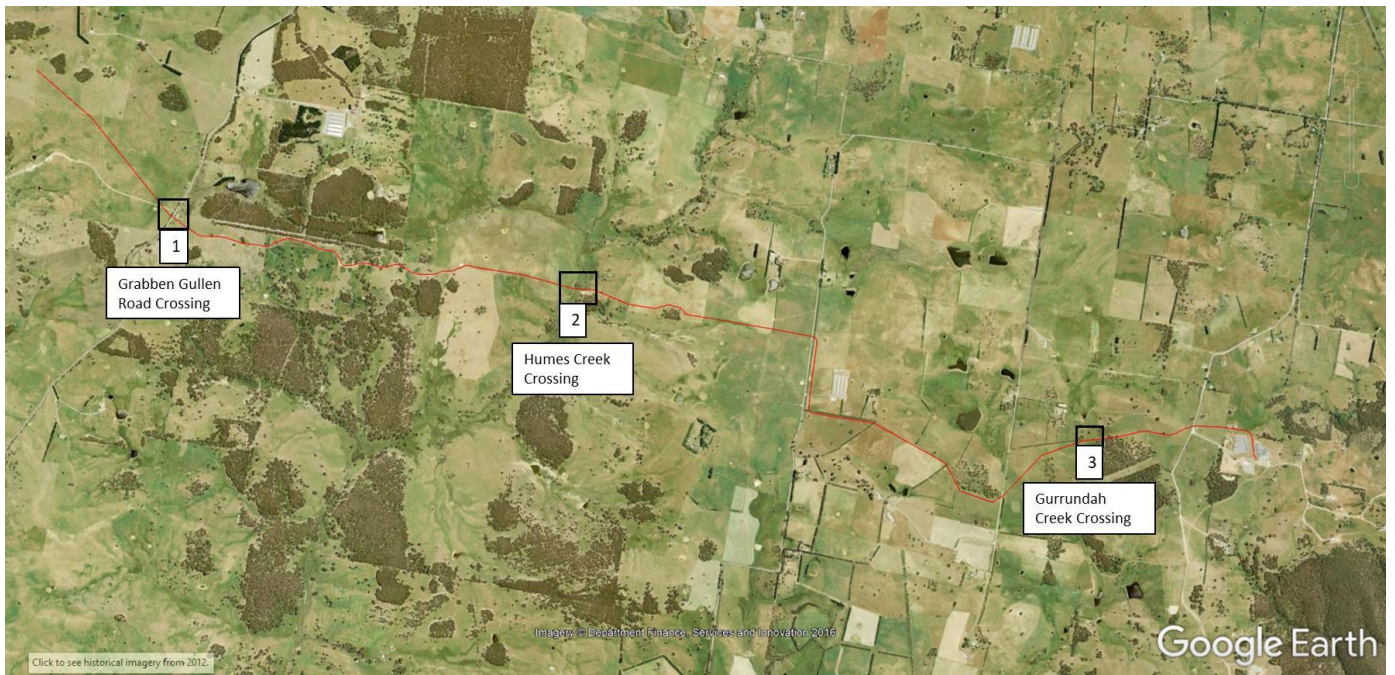 1
Grabben Gullen
Road Crossing
2
Humes Creek
Crossing
3
Gurrundah
Creek Crossing
Imagery © Department Finance, Services and Innovation 2016
Click to see historical imagery from 2012.
Google Earth